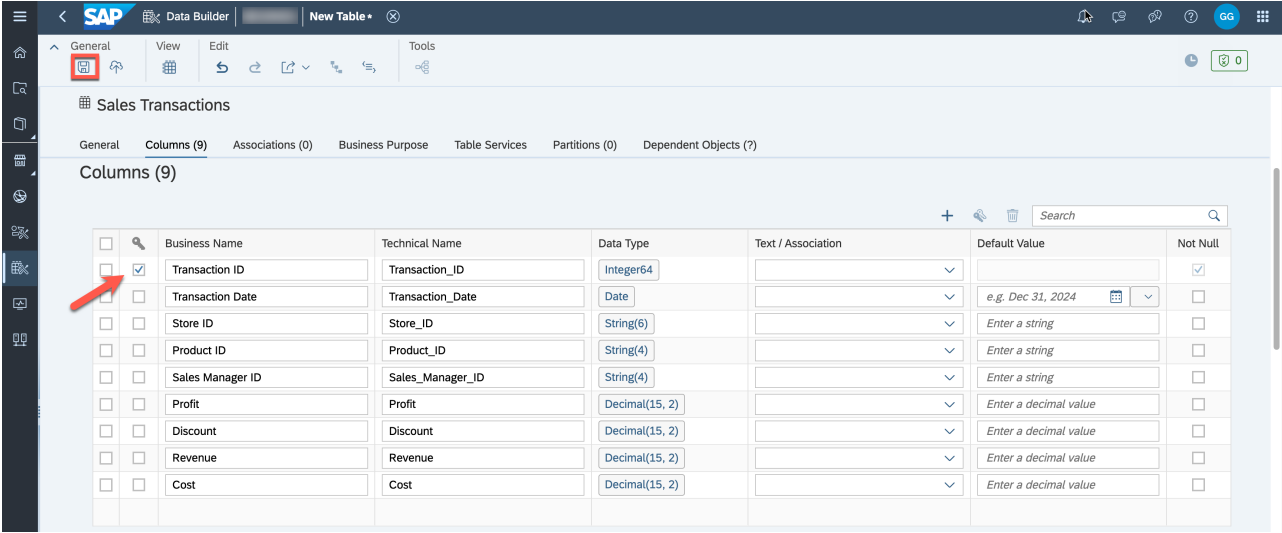 SAP Data Builder New Table* GG
General View Edit Tools
0
Sales Transactions
General Columns (9) Associations (0) Business Purpose Table Services Partitions (0) Dependent Objects (?)
Columns (9)
Search
Business Name Technical Name Data Type Text / Association Default Value Not Null
Transaction ID Transaction_ID Integer64
Transaction Date Transaction_Date Date e.g. Dec 31, 2024
Store ID Store_ID String(6) Enter a string
Product ID Product_ID String(4) Enter a string
Sales Manager ID Sales_Manager_ID String(4) Enter a string
Profit Profit Decimal(15, 2) Enter a decimal value
Discount Discount Decimal(15, 2) Enter a decimal value
Revenue Revenue Decimal(15, 2) Enter a decimal value
Cost Cost Decimal(15, 2) Enter a decimal value